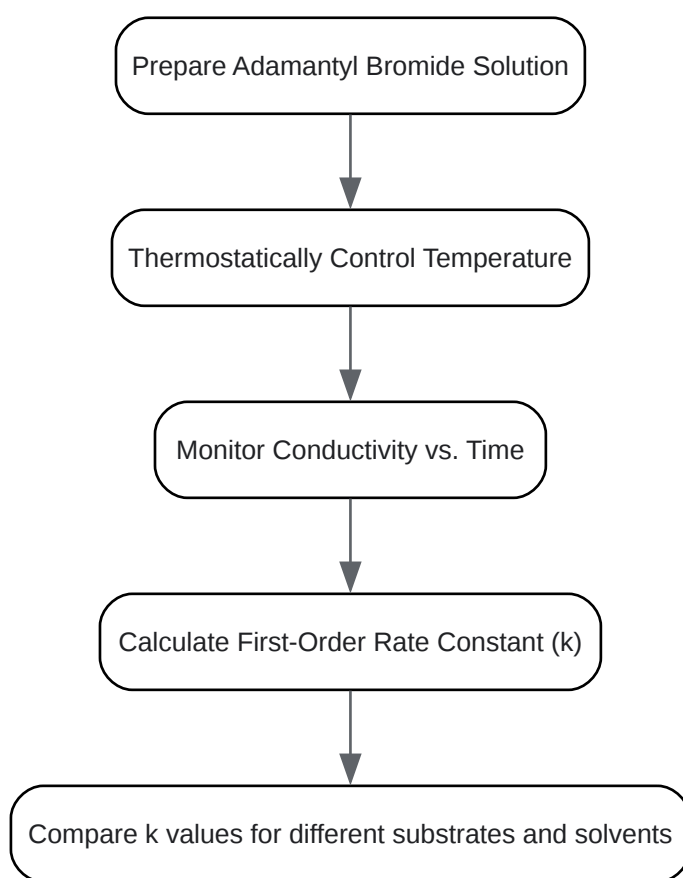 Prepare Adamantyl Bromide Solution
Thermostatically Control Temperature
Monitor Conductivity vs. Time
Calculate First-Order Rate Constant (k)
Compare k values for different substrates and solvents